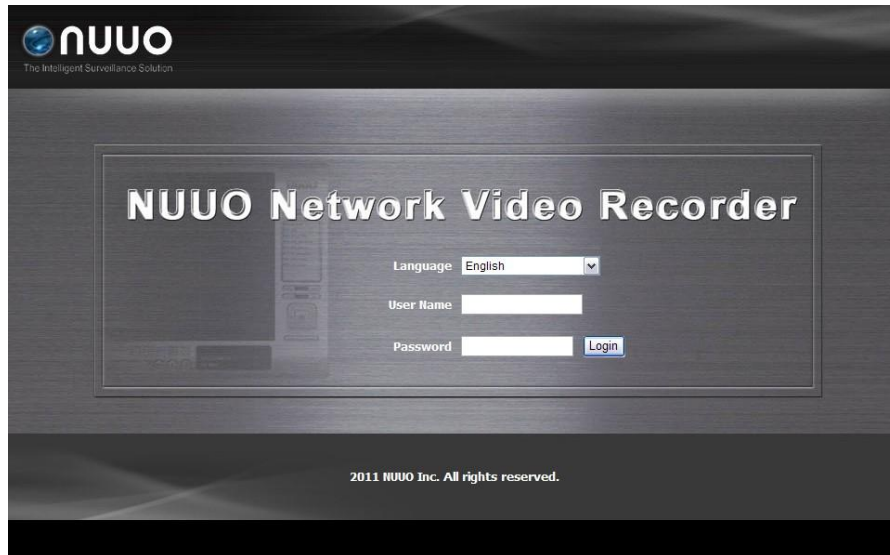 NUUO
The Intelligent Surveillance Solution
NUUO Network Video Recorder
Language English
User Name
Password Login
2011 NUUO Inc. All rights reserved.